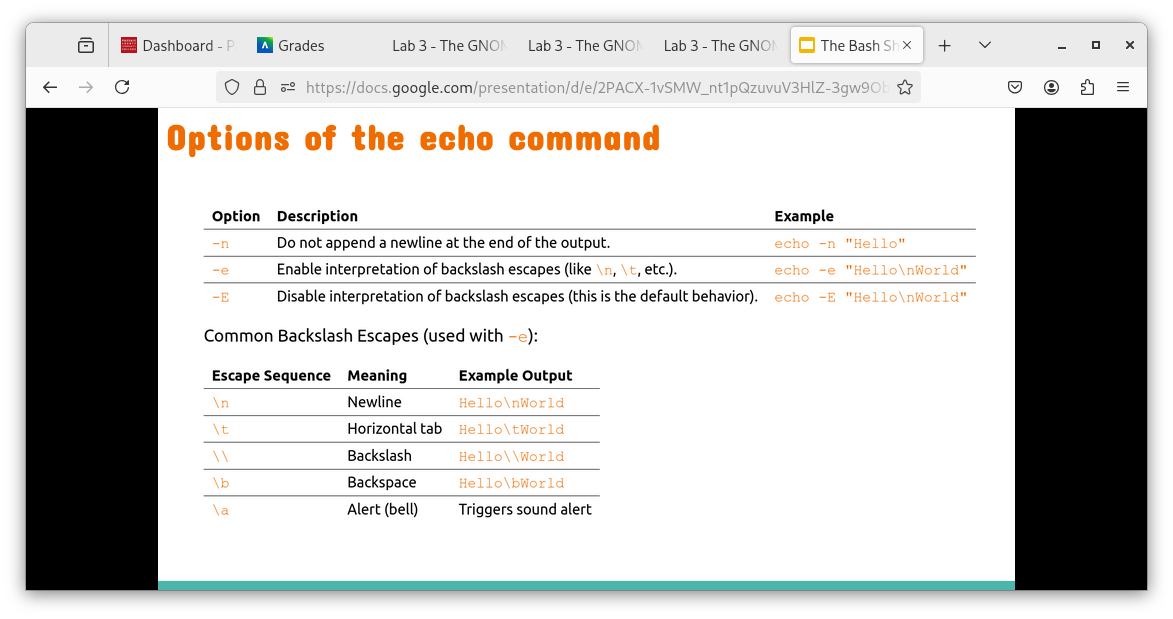 Dashboard - P Grades Lab 3 - The GNOM Lab 3 - The GNOM Lab 3 - The GNOM The Bash Sh
https://docs.google.com/presentation/d/e/2PACX-1vSMW_nt1pQzuvuV3HlZ-3gw9Ob
Options of the echo command
Option Description Example
-n Do not append a newline at the end of the output. echo -n "Hello"
-e Enable interpretation of backslash escapes (like \n, \t, etc.). echo -e "Hello\nWorld"
-E Disable interpretation of backslash escapes (this is the default behavior). echo -E "Hello\nWorld"
Common Backslash Escapes (used with -e):
Escape Sequence Meaning Example Output
\n Newline Hello\nWorld
\t Horizontal tab Hello\tWorld
\\ Backslash Hello\\World
\b Backspace Hello\bWorld
\a Alert (bell) Triggers sound alert